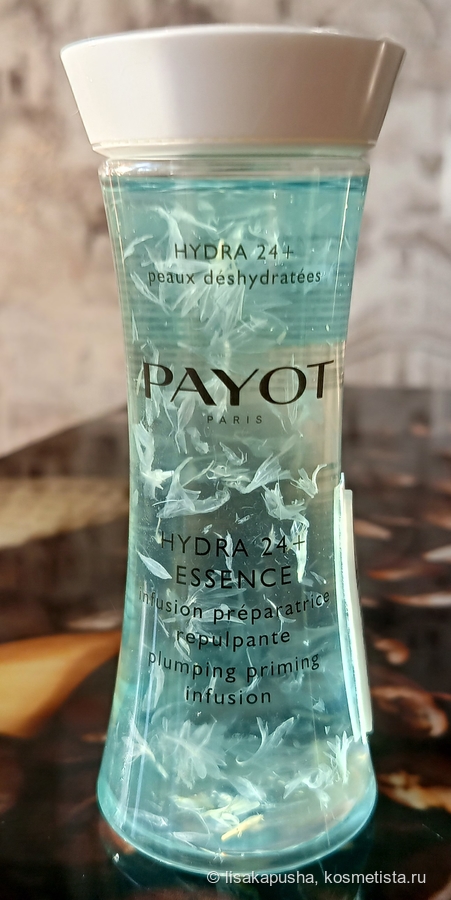 HYDRA 24+
peaux déshydratées
PAYOT
PARIS
HYDRA 24+
ESSENCE
infusion préparatrice
repulpante
plumping priming
infusion
© lisakapusha, kosmetista.ru